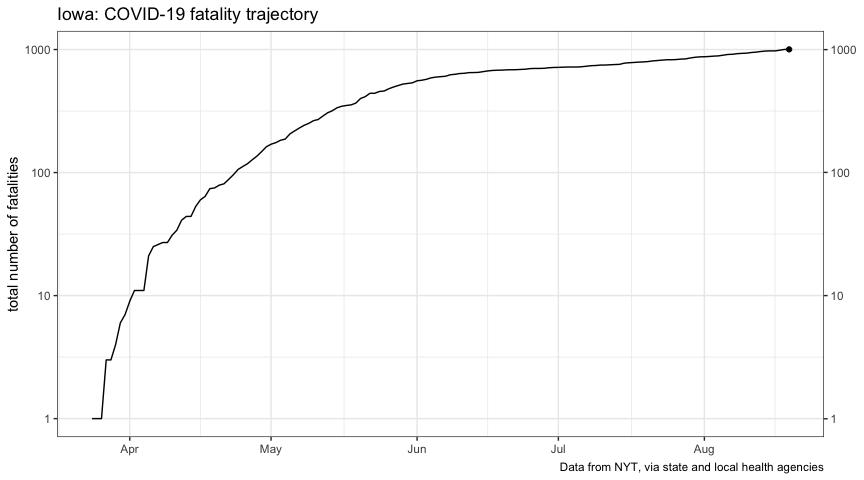 Iowa: COVID-19 fatality trajectory
total number of fatalities
1000
100
10
1
1000
100
10
1
Apr
May
Jun
Jul
Aug
Data from NYT, via state and local health agencies